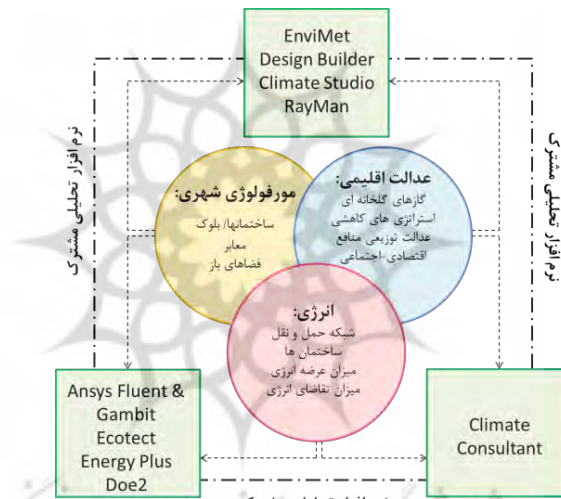 EnviMet
Design Builder
Climate Studio
RayMan
نرم افزار تحلیلی مشترک
نرم افزار تحلیلی مشترک
عدالت اقلیمی:
گازهای گلخانه ای
استراتژی های کاهشی
عدالت توزیعی منافع
اقتصادی-اجتماعی
مورفولوژی شهری:
ساختمانها/ بلوک
معابر
فضاهای باز
انرژی:
شبکه حمل و نقل
ساختمان ها
میزان عرضه انرژی
میزان تقاضای انرژی
Ansys Fluent &
Gambit
Ecotect
Energy Plus
Doe2
Climate
Consultant